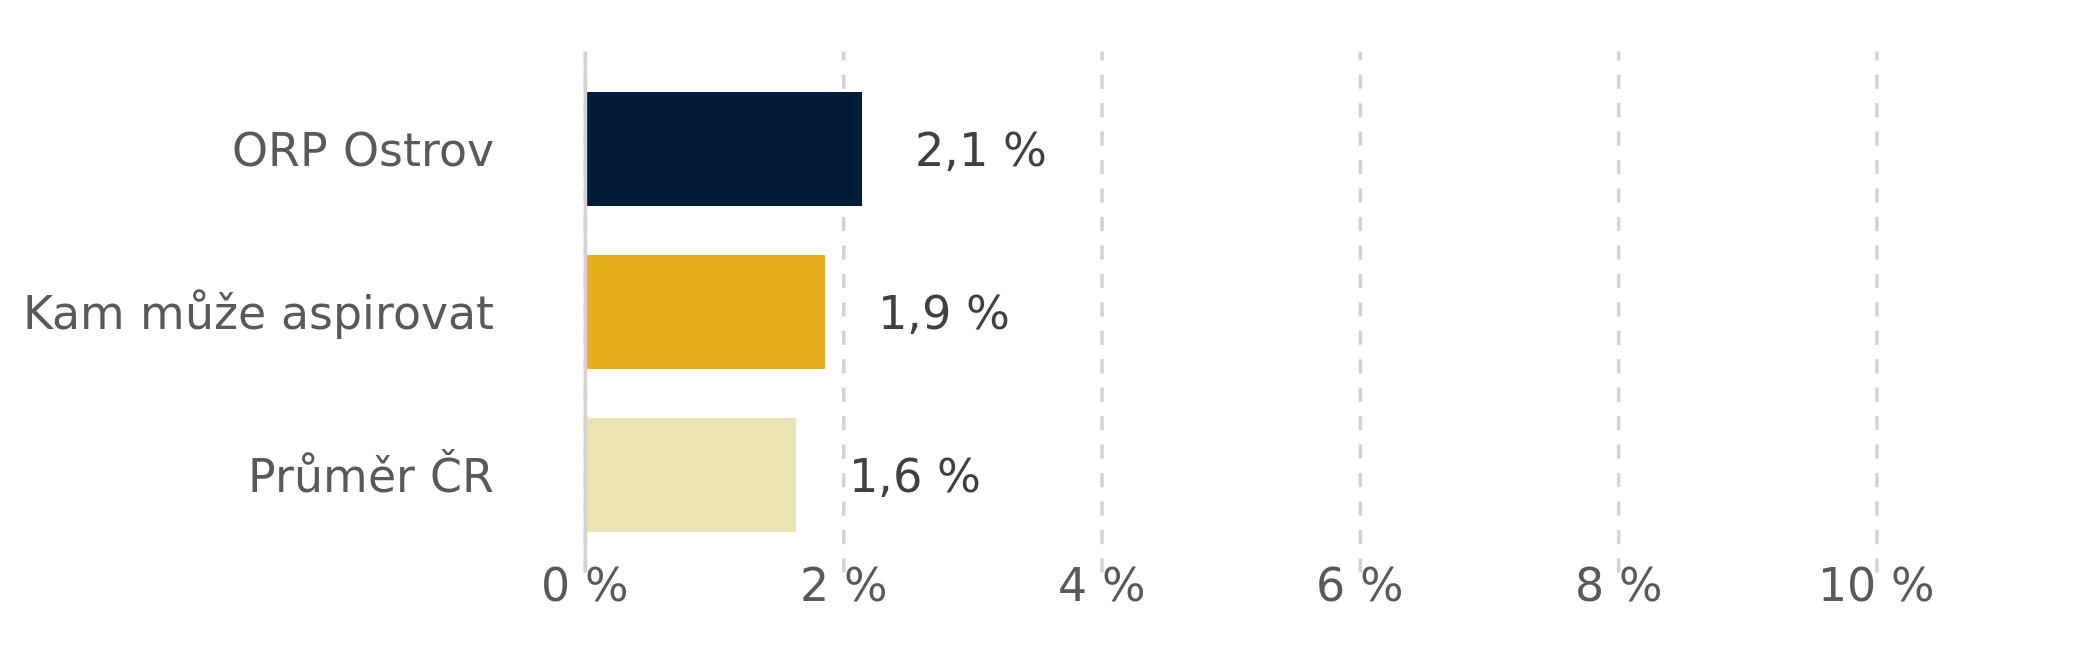 ORP Ostrov 2,1 %
Kam může aspirovat 1,9 %
Průměr ČR 1,6 %
0 % 2 % 4 % 6 % 8 % 10 %